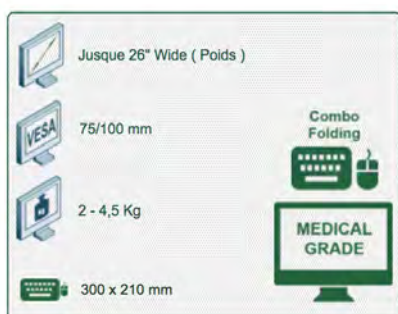 Jusque 26" Wide ( Poids )
VESA
75/100 mm
2 - 4,5 Kg
300 x 210 mm
Combo
Folding
MEDICAL
GRADE